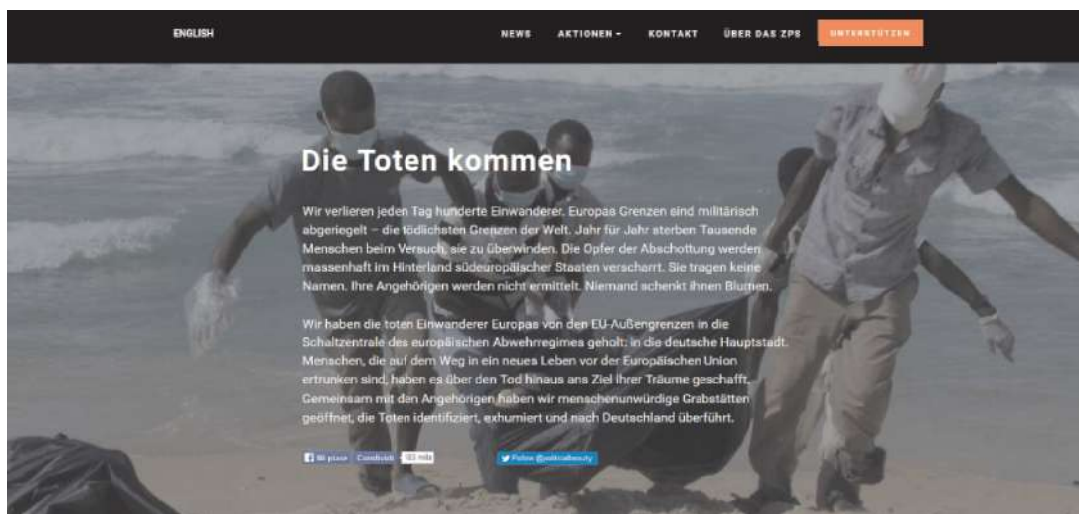 ENGLISH
NEWS AKTIONEN KONTAKT ÜBER DAS ZPS UNTERSTÜTZEN
Die Toten kommen
Wir verlieren jeden Tag hunderte Einwanderer. Europas Grenzen sind militärisch
abgeriegelt – die tödlichsten Grenzen der Welt. Jahr für Jahr sterben Tausende
Menschen beim Versuch, sie zu überwinden. Die Opfer der Abschottung werden
massenhaft im Hinterland südeuropäischer Staaten verscharrt. Sie tragen keine
Namen. Ihre Angehörigen werden nicht ermittelt. Niemand schenkt ihnen Blumen.
Wir haben die toten Einwanderer Europas von den EU-Außengrenzen in die
Schaltzentrale des europäischen Abwehrregimes geholt: in die deutsche Hauptstadt.
Menschen, die auf dem Weg in ein neues Leben vor der Europäischen Union
ertrunken sind, haben es über den Tod hinaus ans Ziel ihrer Träume geschafft.
Gemeinsam mit den Angehörigen haben wir menschenunwürdige Grabstätten
geöffnet, die Toten identifiziert, exhumiert und nach Deutschland überführt.
Mi piace Condividi mila Follow @politicalbeauty